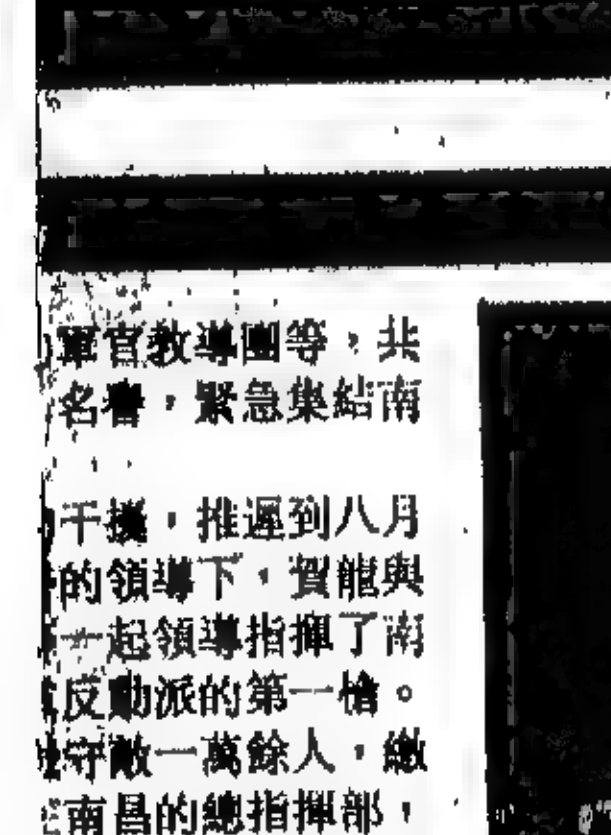 軍官教導團等，共
名譽，緊急集結南
干擾，推遲到八月
的領導下，賀龍與
一起領導指揮了南
反動派的第一槍。
守敵一萬餘人，繳
南昌的總指揮部，